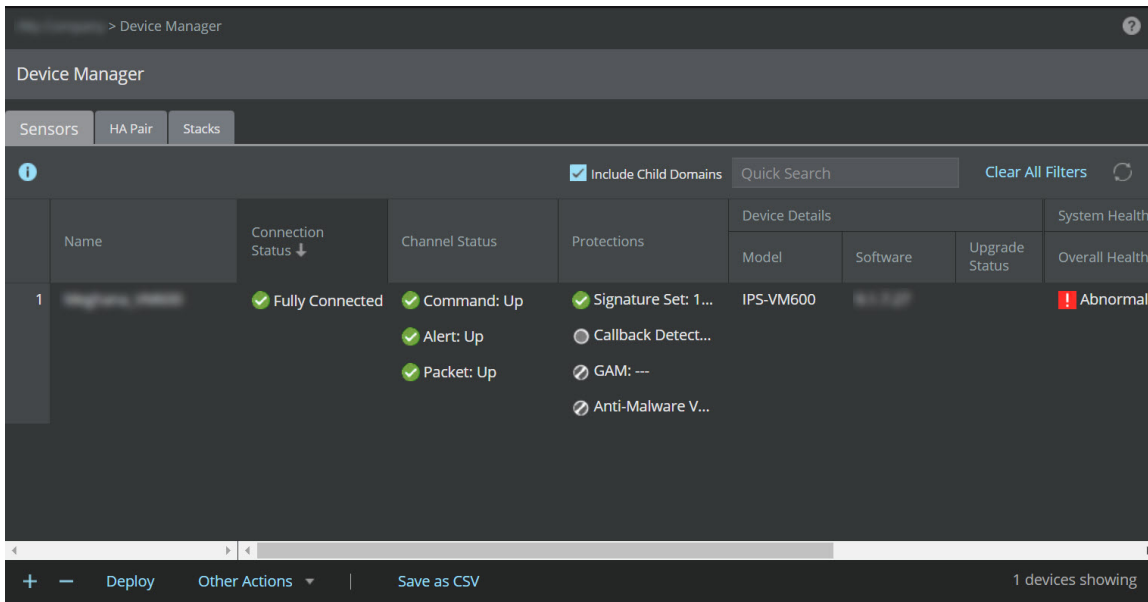 > Device Manager
?
Device Manager
Sensors HA Pair Stacks
Include Child Domains Quick Search Clear All Filters
Name Connection Status Channel Status Protections Device Details System Health
Model Software Upgrade Status Overall Health
1 Fully Connected Command: Up Signature Set: 1... IPS-VM600 Abnormal
Alert: Up Callback Detect...
Packet: Up GAM: ---
Anti-Malware V...
+ − Deploy Other Actions | Save as CSV 1 devices showing